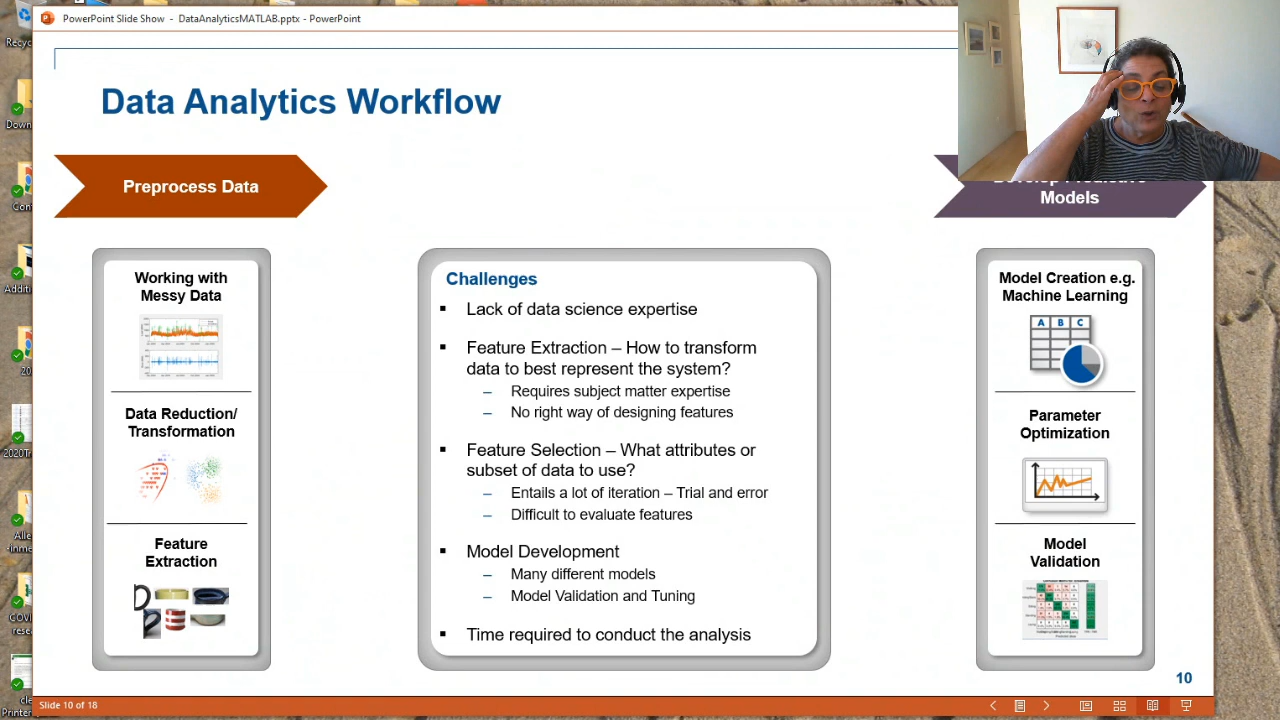 PowerPoint Slide Show - DataAnalyticsMATLAB.pptx - PowerPoint
Data Analytics Workflow
Preprocess Data
Models
Working with
Messy Data
Data Reduction/
Transformation
Feature
Extraction
Challenges
Lack of data science expertise
Feature Extraction – How to transform
data to best represent the system?
– Requires subject matter expertise
– No right way of designing features
Feature Selection – What attributes or
subset of data to use?
– Entails a lot of iteration – Trial and error
– Difficult to evaluate features
Model Development
– Many different models
– Model Validation and Tuning
Time required to conduct the analysis
Model Creation e.g.
Machine Learning
A B C
Parameter
Optimization
Model
Validation
10
Slide 10 of 18